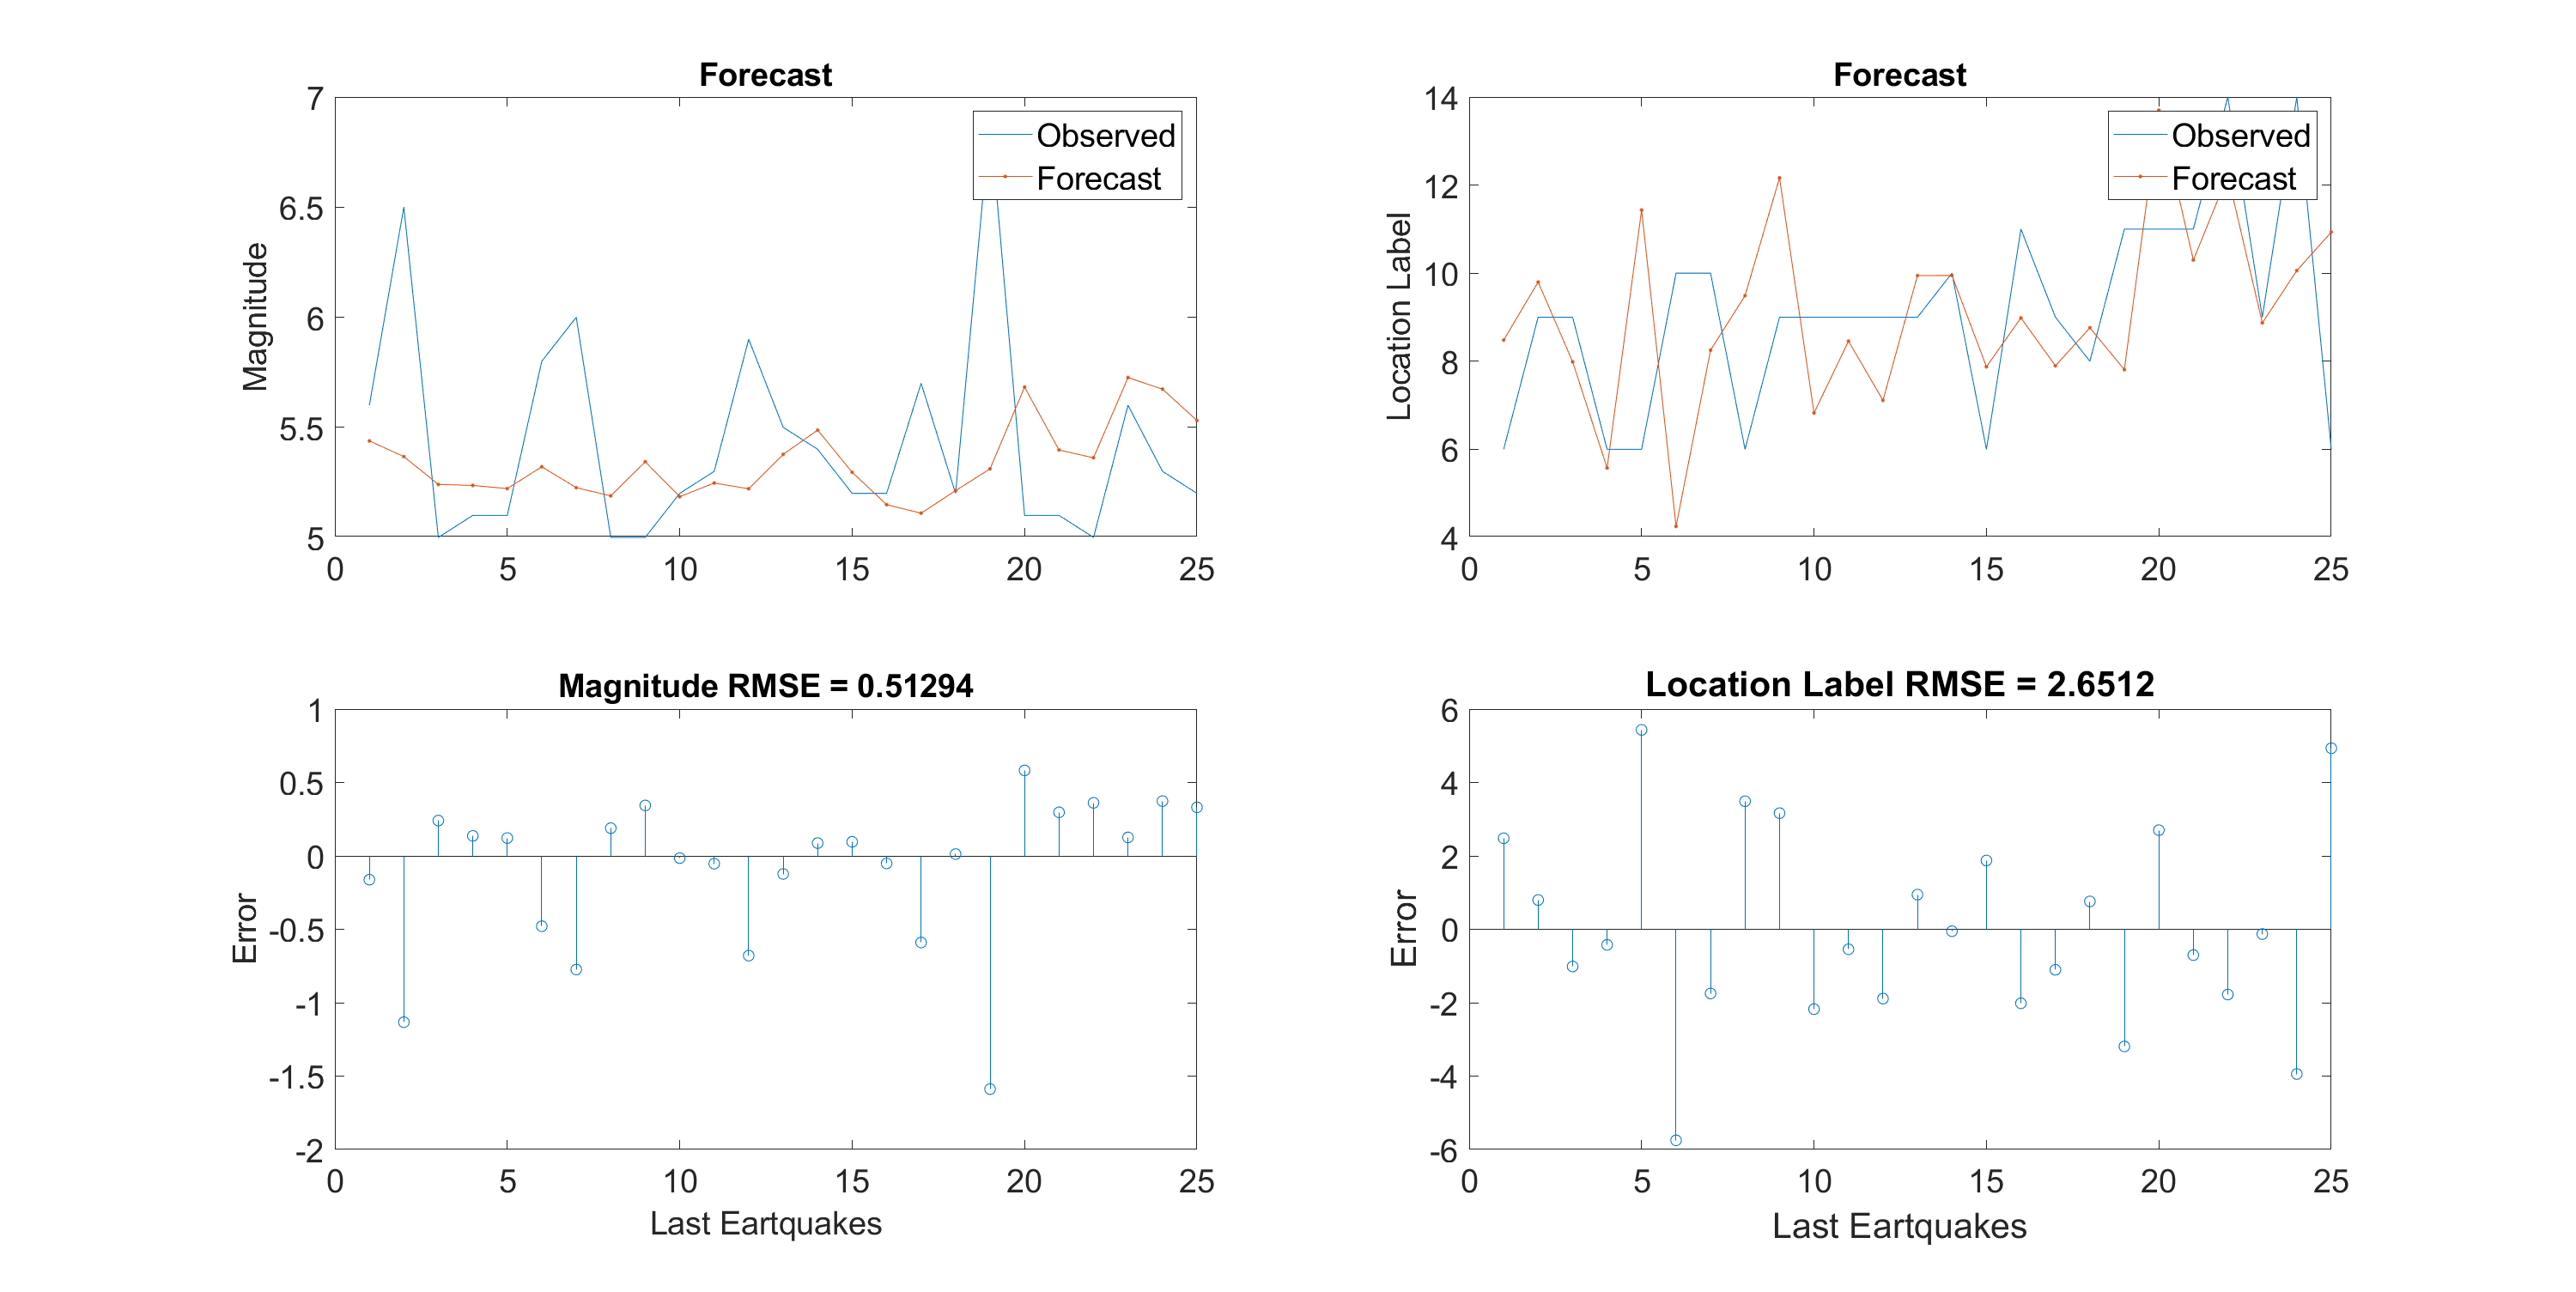 Forecast
7
6.5
6
5.5
5
Magnitude
Observed
Forecast
0 5 10 15 20 25
Forecast
14
12
10
8
6
4
Location Label
Observed
Forecast
0 5 10 15 20 25
Magnitude RMSE = 0.51294
1
0.5
0
-0.5
-1
-1.5
-2
Error
0 5 10 15 20 25
Last Eartquakes
Location Label RMSE = 2.6512
6
4
2
0
-2
-4
-6
Error
0 5 10 15 20 25
Last Eartquakes